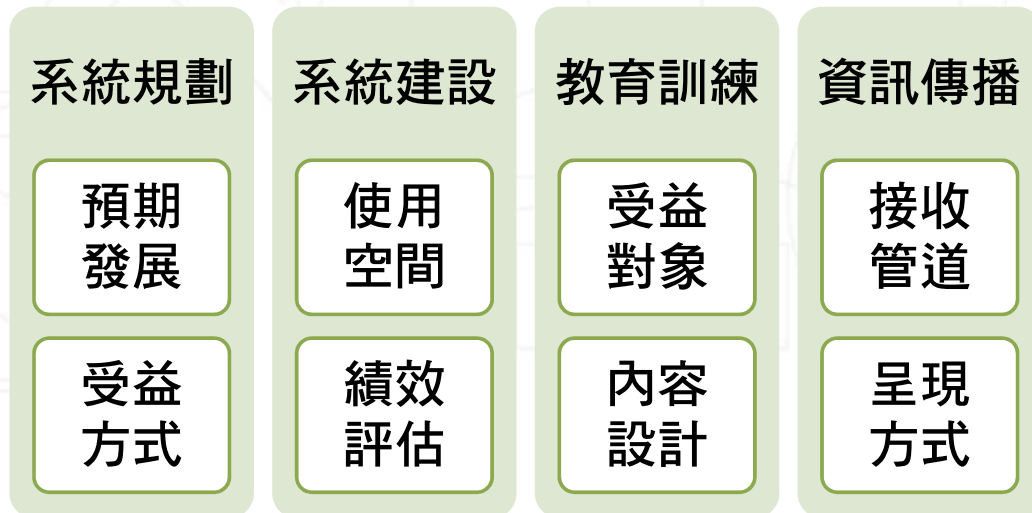 系統規劃
預期
發展
受益
方式
系統建設
使用
空間
績效
評估
教育訓練
受益
對象
內容
設計
資訊傳播
接收
管道
呈現
方式